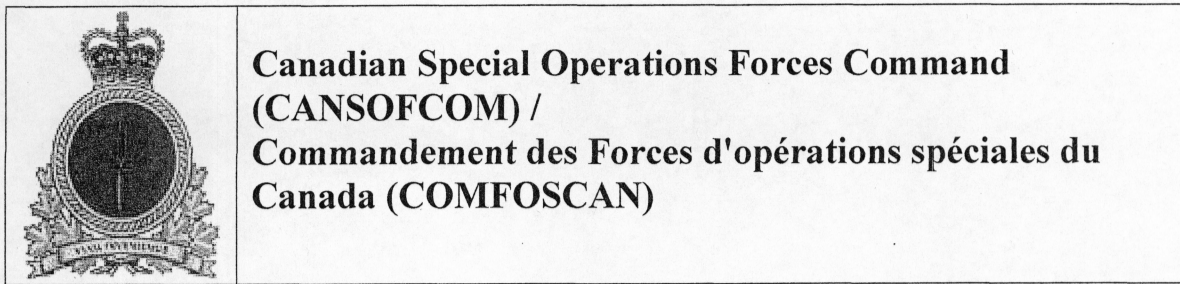 Canadian Special Operations Forces Command
(CANSOFCOM) /
Commandement des Forces d'opérations spéciales du
Canada (COMFOSCAN)